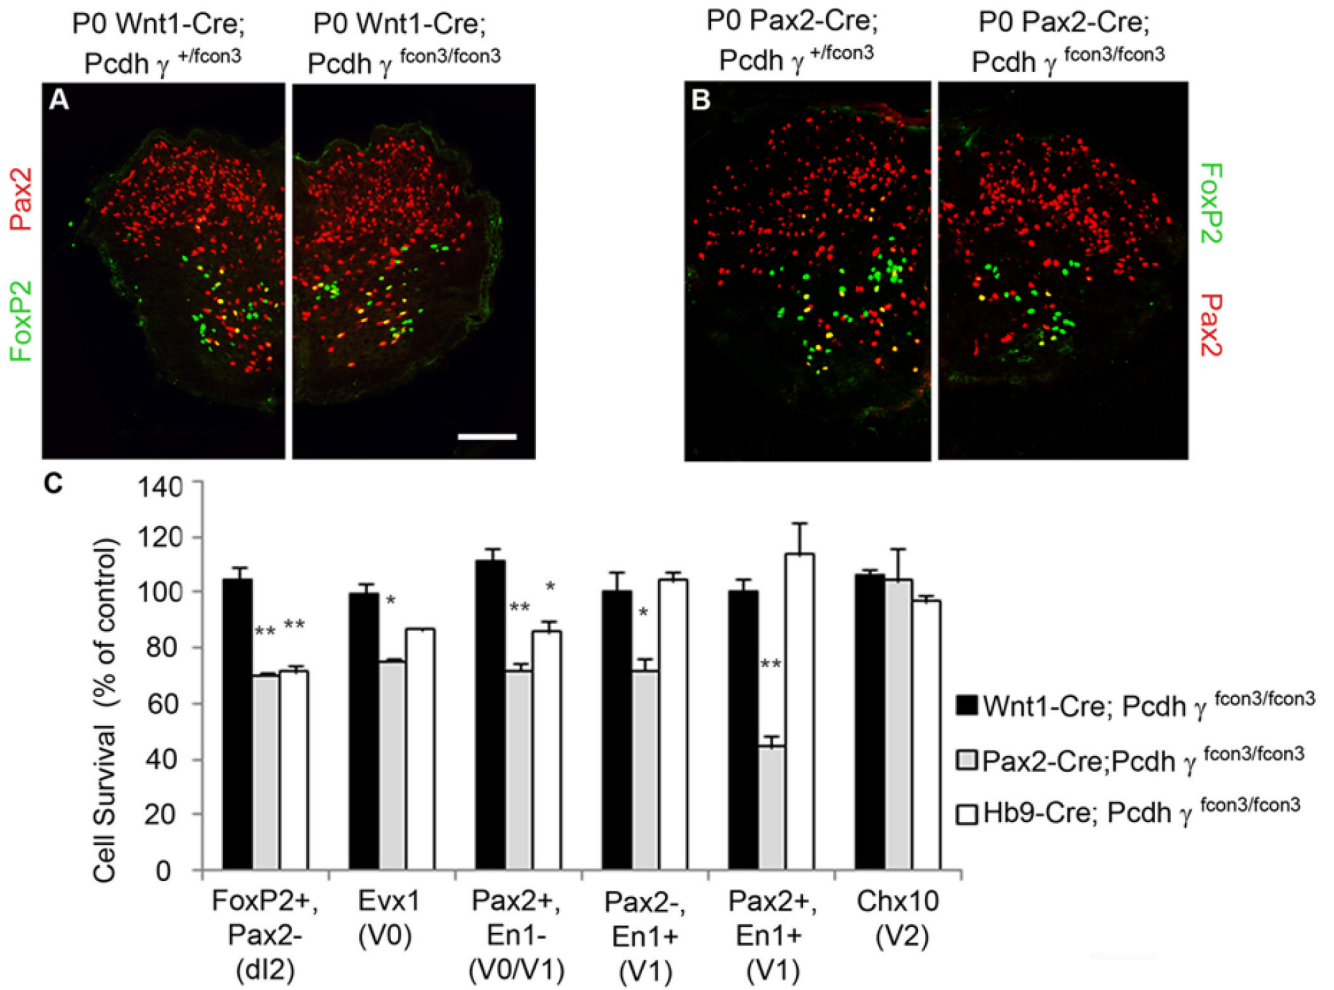 P0 Wnt1-Cre;
Pcdh γ +/fcon3
P0 Wnt1-Cre;
Pcdh γ fcon3/fcon3
P0 Pax2-Cre;
Pcdh γ +/fcon3
P0 Pax2-Cre;
Pcdh γ fcon3/fcon3
A
B
FoxP2 Pax2
FoxP2 Pax2
C
Cell Survival (% of control)
140
120
100
80
60
40
20
0
** **
*
** *
*
**
FoxP2+,
Pax2-
(dI2)
Evx1
(V0)
Pax2+,
En1-
(V0/V1)
Pax2-,
En1+
(V1)
Pax2+,
En1+
(V1)
Chx10
(V2)
Wnt1-Cre; Pcdh γ fcon3/fcon3
Pax2-Cre;Pcdh γ fcon3/fcon3
Hb9-Cre; Pcdh γ fcon3/fcon3